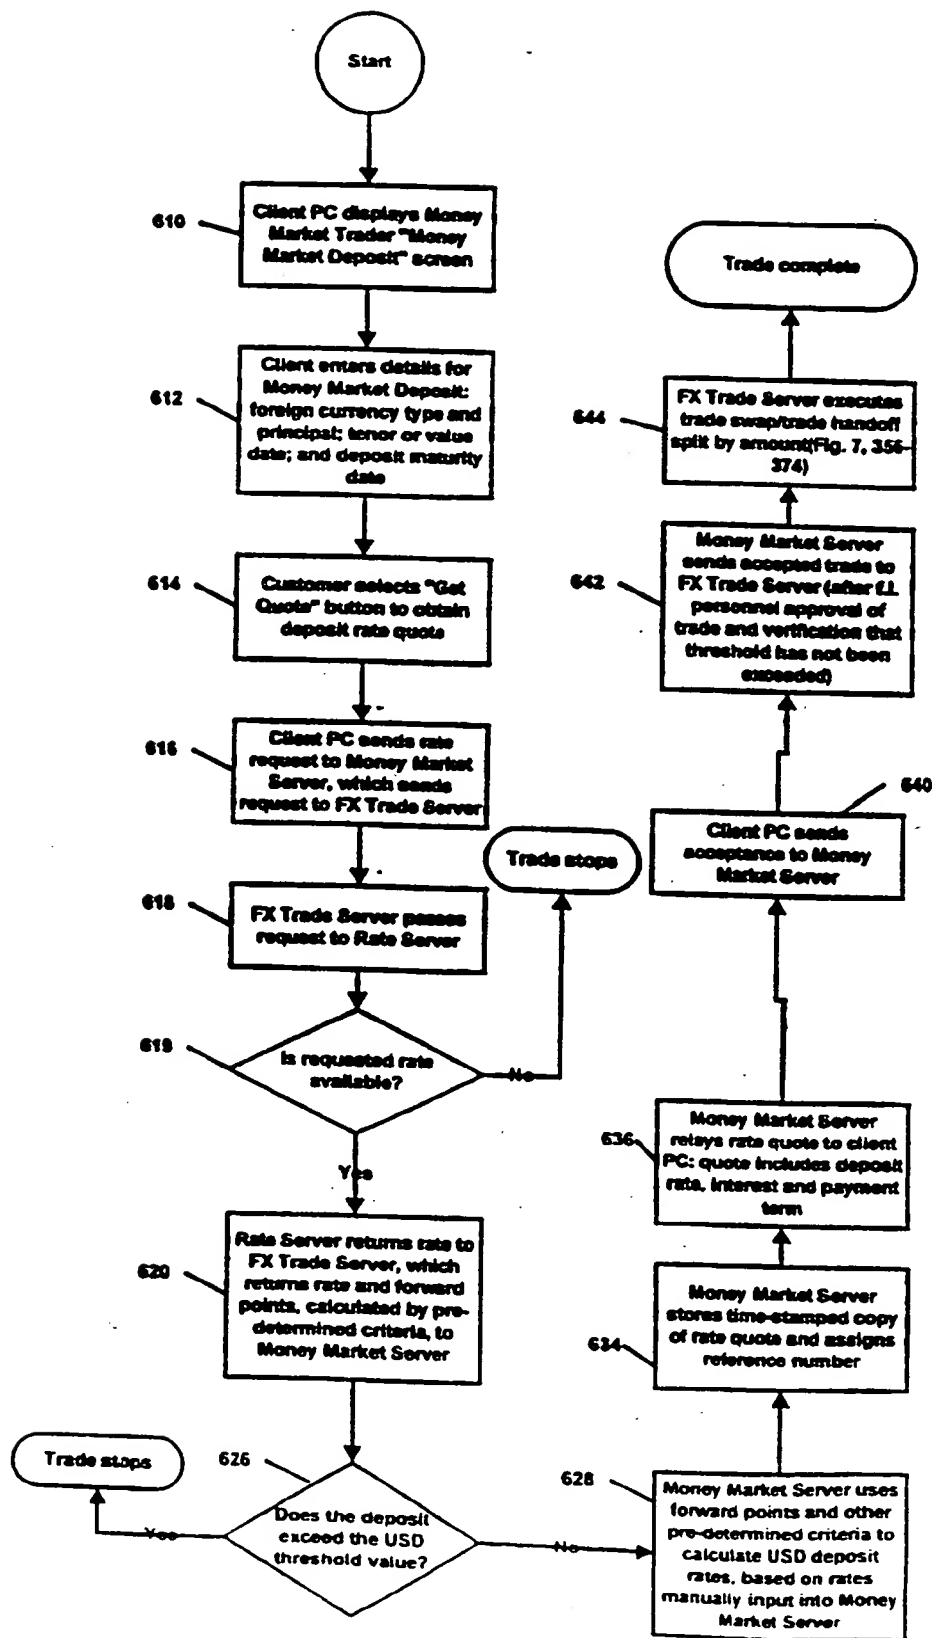 Start
610
Client PC displays Money
Market Trader "Money
Market Deposit" screen
612
Client enters details for
Money Market Deposit:
foreign currency type and
principal; tenor or value
date; and deposit maturity
date
614
Customer selects "Get
Quote" button to obtain
deposit rate quote
616
Client PC sends rate
request to Money Market
Server, which sends
request to FX Trade Server
618
FX Trade Server passes
request to Rate Server
619
Is requested rate
available?
No
Trade stops
Yes
620
Rate Server returns rate to
FX Trade Server, which
returns rate and forward
points, calculated by pre-
determined criteria, to
Money Market Server
626
Does the deposit
exceed the USD
threshold value?
Yes
Trade stops
No
628
Money Market Server uses
forward points and other
pre-determined criteria to
calculate USD deposit
rates, based on rates
manually input into Money
Market Server
634
Money Market Server
stores time-stamped copy
of rate quote and assigns
reference number
636
Money Market Server
relays rate quote to client
PC: quote includes deposit
rate, interest and payment
term
640
Client PC sends
acceptance to Money
Market Server
642
Money Market Server
sends accepted trade to
FX Trade Server (after f.i.
personnel approval of
trade and verification that
threshold has not been
exceeded)
644
FX Trade Server executes
trade swap/trade handoff
split by amount(Fig. 7, 356-
374)
Trade complete